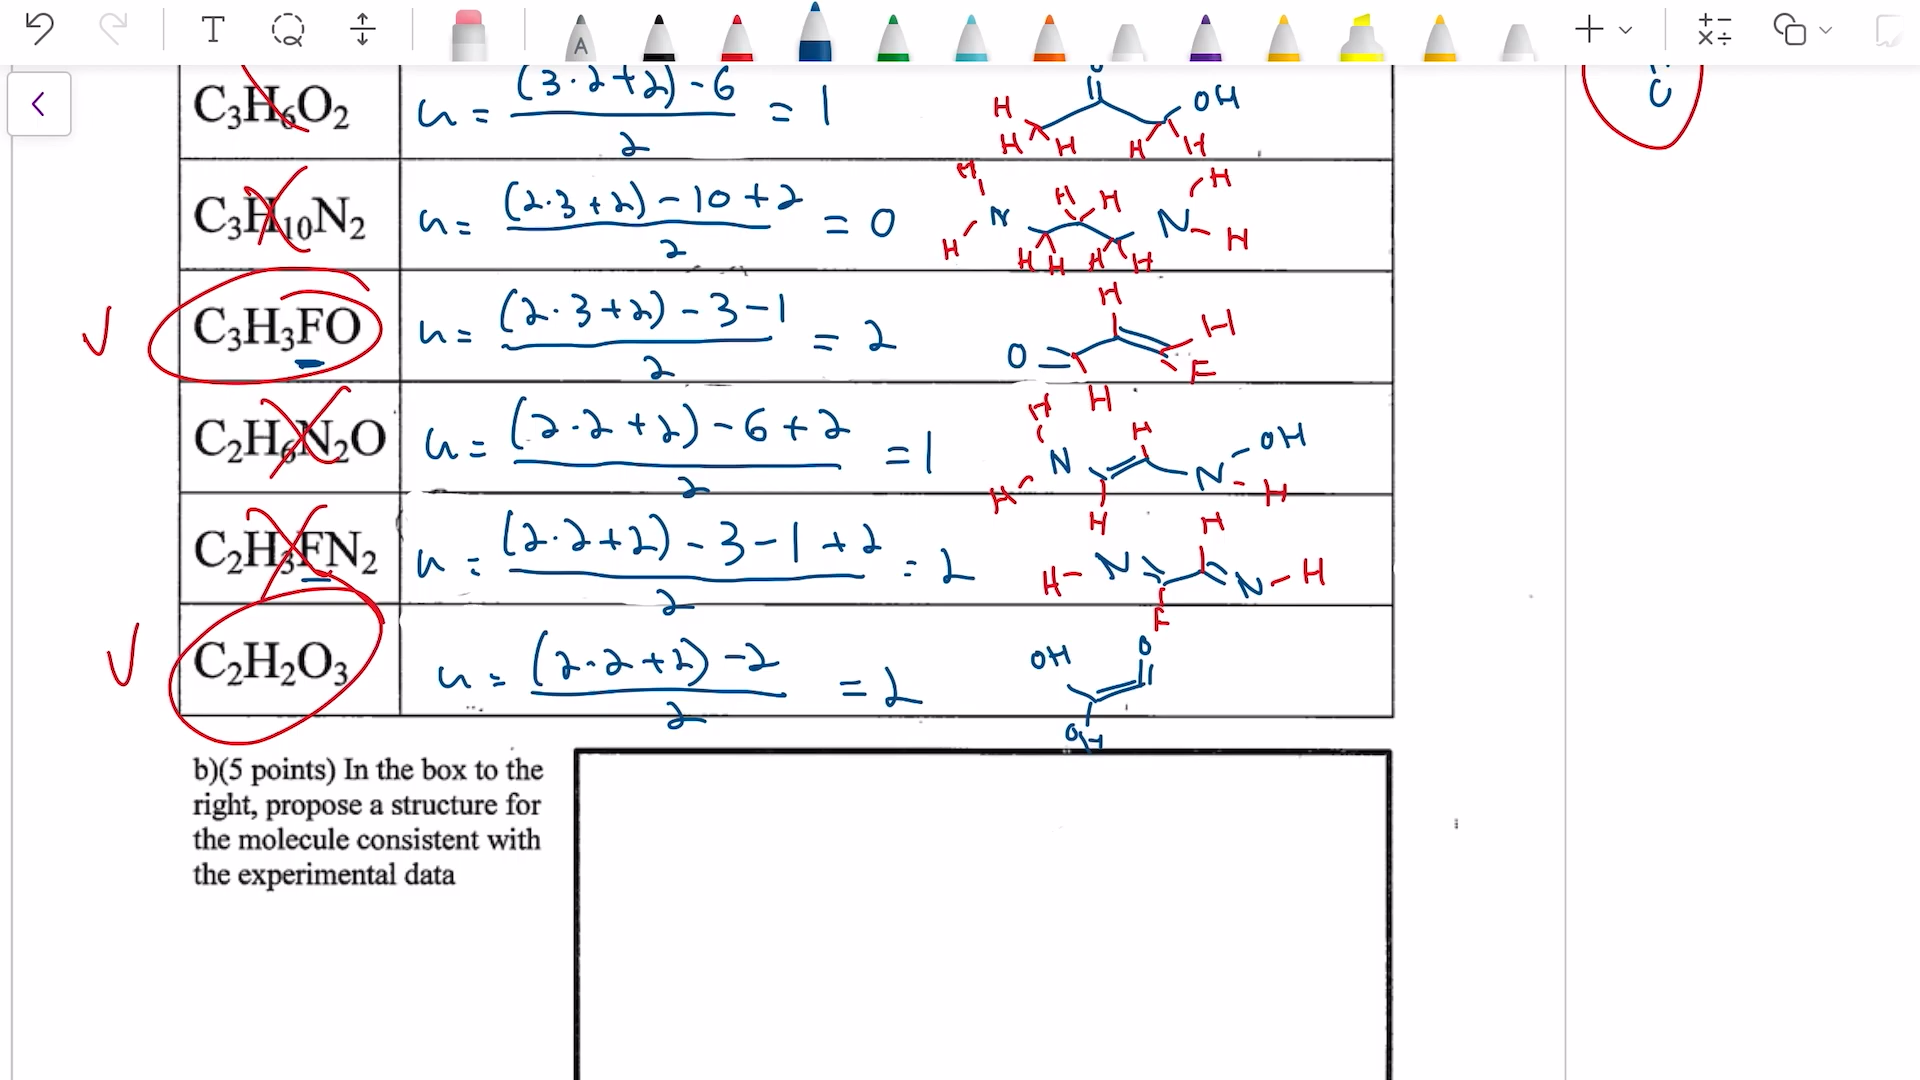 T A
C₃H₆O₂ u = (3·2+2)-6 / 2 = 1 H H H H H OH C
C₃H₁₀N₂ u = (2·3+2)-10+2 / 2 = 0 H H N H H H H H H N H H
C₃H₃FO u = (2·3+2)-3-1 / 2 = 2 O H H H F
C₂H₆N₂O u = (2·2+2)-6+2 / 2 = 1 H H N H H N OH H
C₂H₃FN₂ u = (2·2+2)-3-1+2 / 2 = 2 H N F H N H
C₂H₂O₃ u = (2·2+2)-2 / 2 = 2 OH OH O
b)(5 points) In the box to the
right, propose a structure for
the molecule consistent with
the experimental data